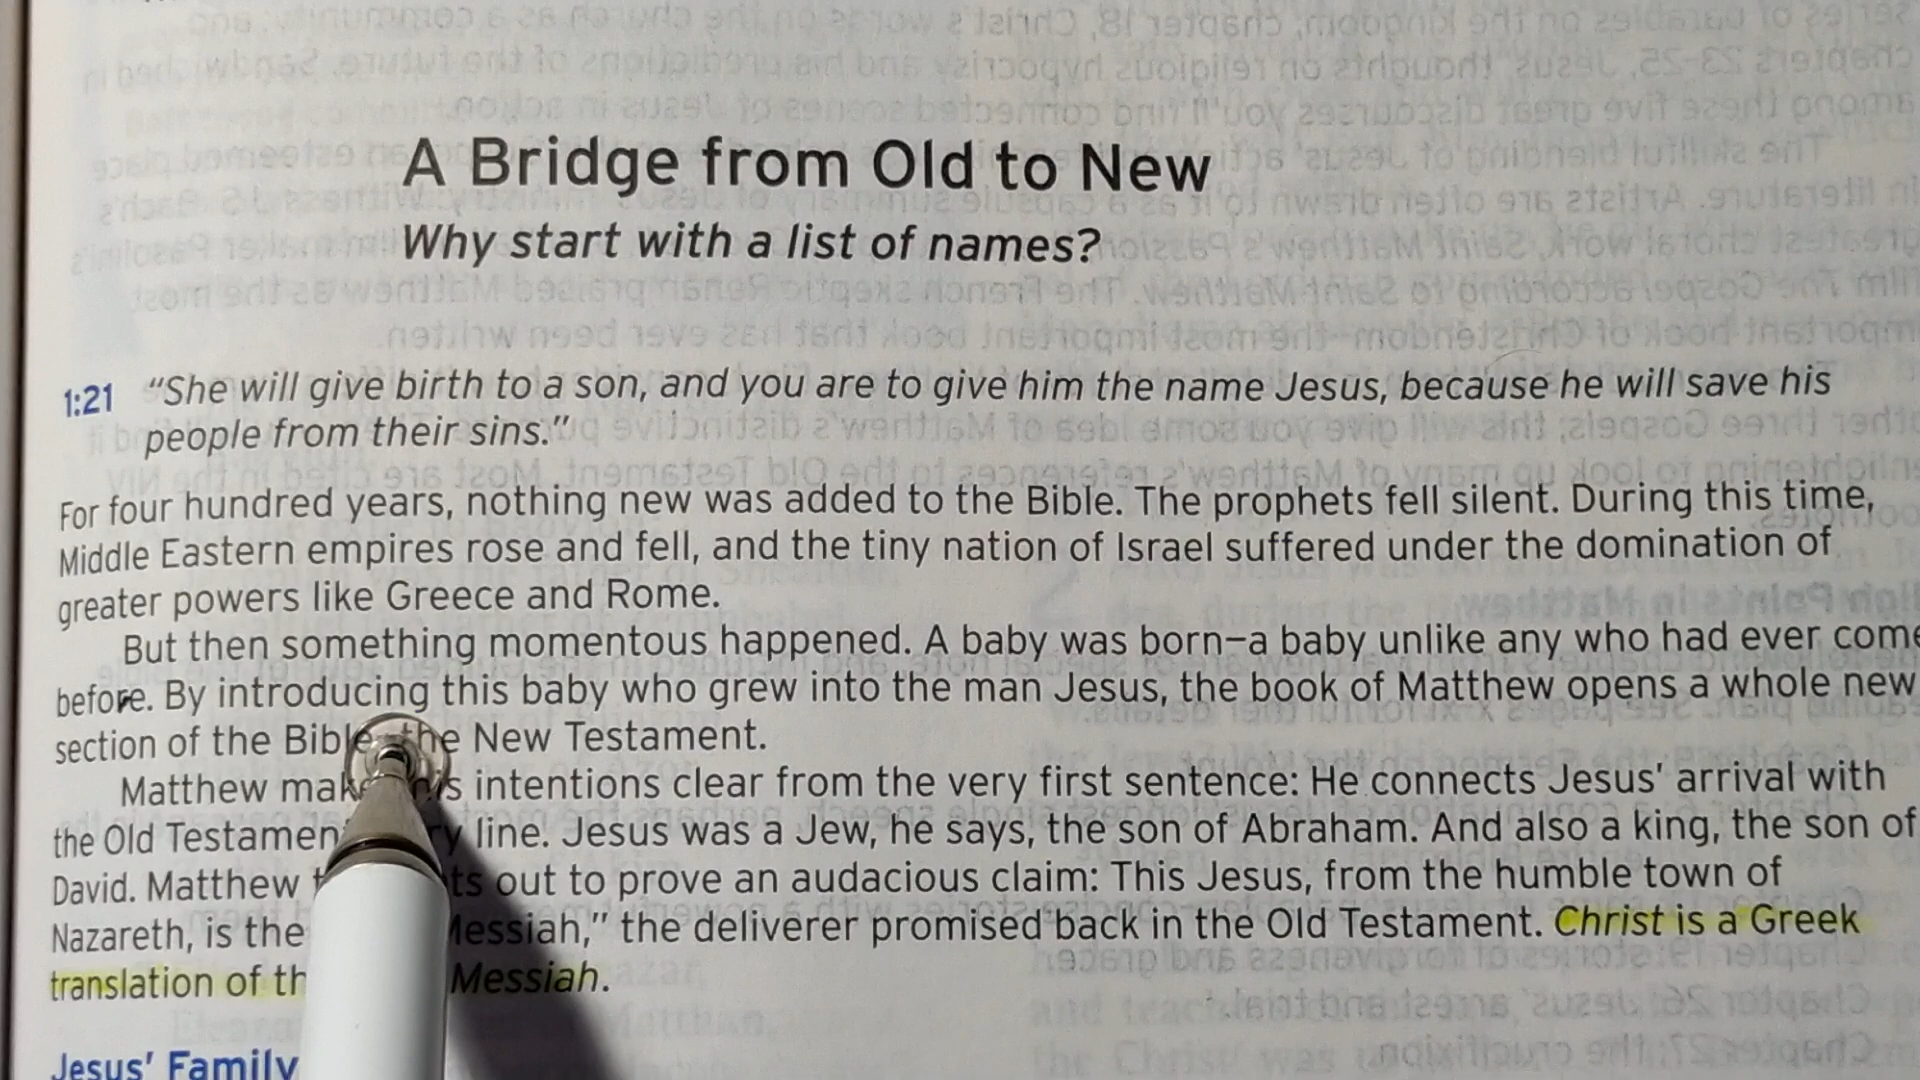 A Bridge from Old to New
Why start with a list of names?
1:21 "She will give birth to a son, and you are to give him the name Jesus, because he will save his
people from their sins."
For four hundred years, nothing new was added to the Bible. The prophets fell silent. During this time,
Middle Eastern empires rose and fell, and the tiny nation of Israel suffered under the domination of
greater powers like Greece and Rome.
But then something momentous happened. A baby was born—a baby unlike any who had ever come
before. By introducing this baby who grew into the man Jesus, the book of Matthew opens a whole new
section of the Bible—the New Testament.
Matthew makes his intentions clear from the very first sentence: He connects Jesus' arrival with
the Old Testament line. Jesus was a Jew, he says, the son of Abraham. And also a king, the son of
David. Matthew out to prove an audacious claim: This Jesus, from the humble town of
Nazareth, is the Messiah," the deliverer promised back in the Old Testament. Christ is a Greek
translation of Messiah.
Jesus' Family